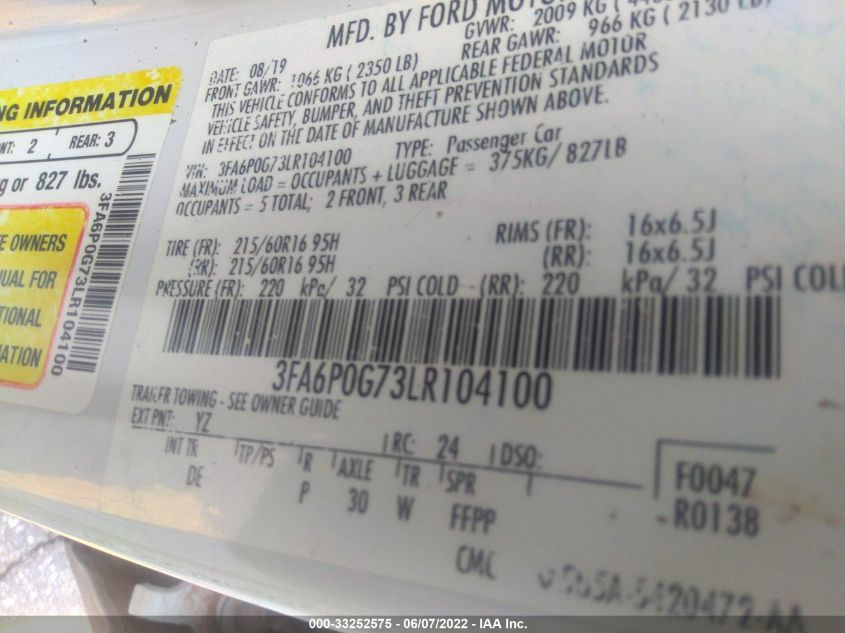 NG INFORMATION
NT: 2 REAR: 3
g or 827 lbs.
E OWNERS
UAL FOR
TIONAL
MATION
3FA6P0G73LR104100
MFD. BY FORD MOTO
DATE: 08/19 GVWR: 2009 KG
FRONT GAWR: 1066 KG ( 2350 LB) REAR GAWR: 966 KG ( 2130 LB)
THIS VEHICLE CONFORMS TO ALL APPLICABLE FEDERAL MOTOR
VEHICLE SAFETY, BUMPER, AND THEFT PREVENTION STANDARDS
IN EFFECT ON THE DATE OF MANUFACTURE SHOWN ABOVE.
VIN: 3FA6P0G73LR104100 TYPE: Passenger Car
MAXIMUM LOAD = OCCUPANTS + LUGGAGE = 375KG/ 827LB
OCCUPANTS = 5 TOTAL; 2 FRONT, 3 REAR
TIRE (FR): 215/60R16 95H RIMS (FR): 16x6.5J
(RR): 215/60R16 95H (RR): 16x6.5J
PRESSURE (FR): 220 kPa/ 32 PSI COLD (RR): 220 kPa/ 32 PSI COL
3FA6P0G73LR104100
TRAILER TOWING - SEE OWNER GUIDE
EXT PNT: YZ RC: 24 DSO:
INT TR TP/PS R AXLE TR SPR F0047
DE P 30 W FFPP R0138
CMC
000---33252575 - 06/07/2022 - IAA Inc.